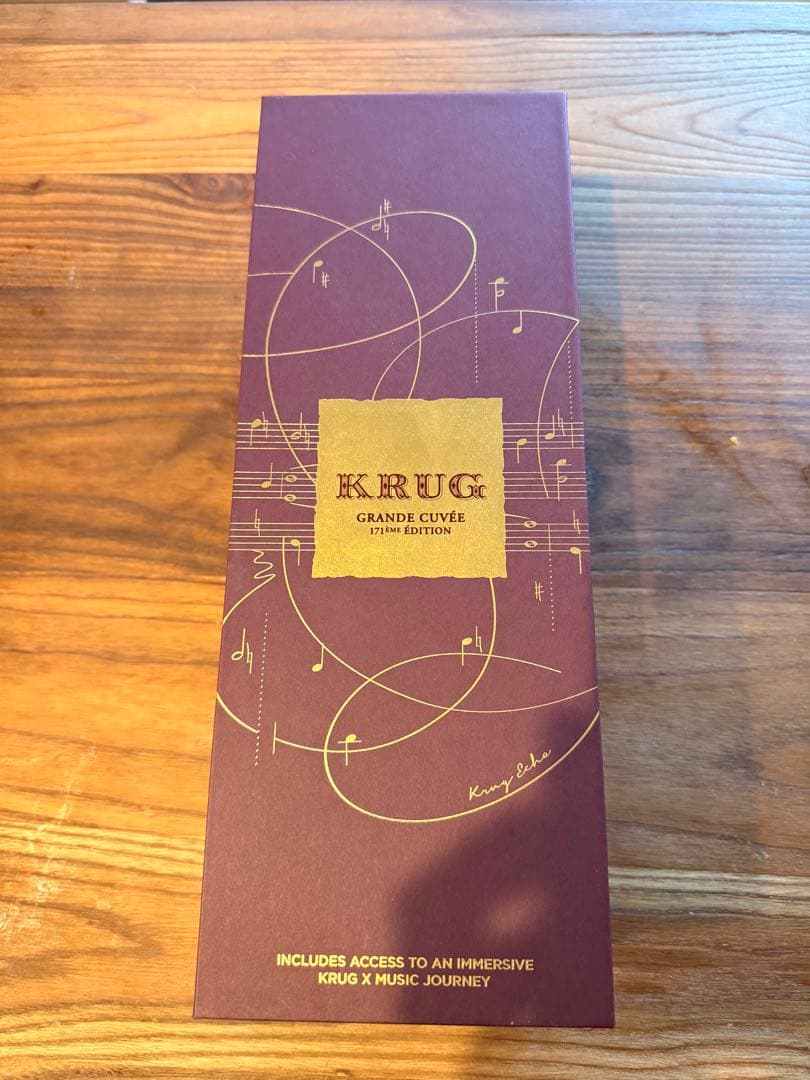 KRUG
GRANDE CUVÉE
171ÈME ÉDITION
Krug Echo
INCLUDES ACCESS TO AN IMMERSIVE
KRUG X MUSIC JOURNEY